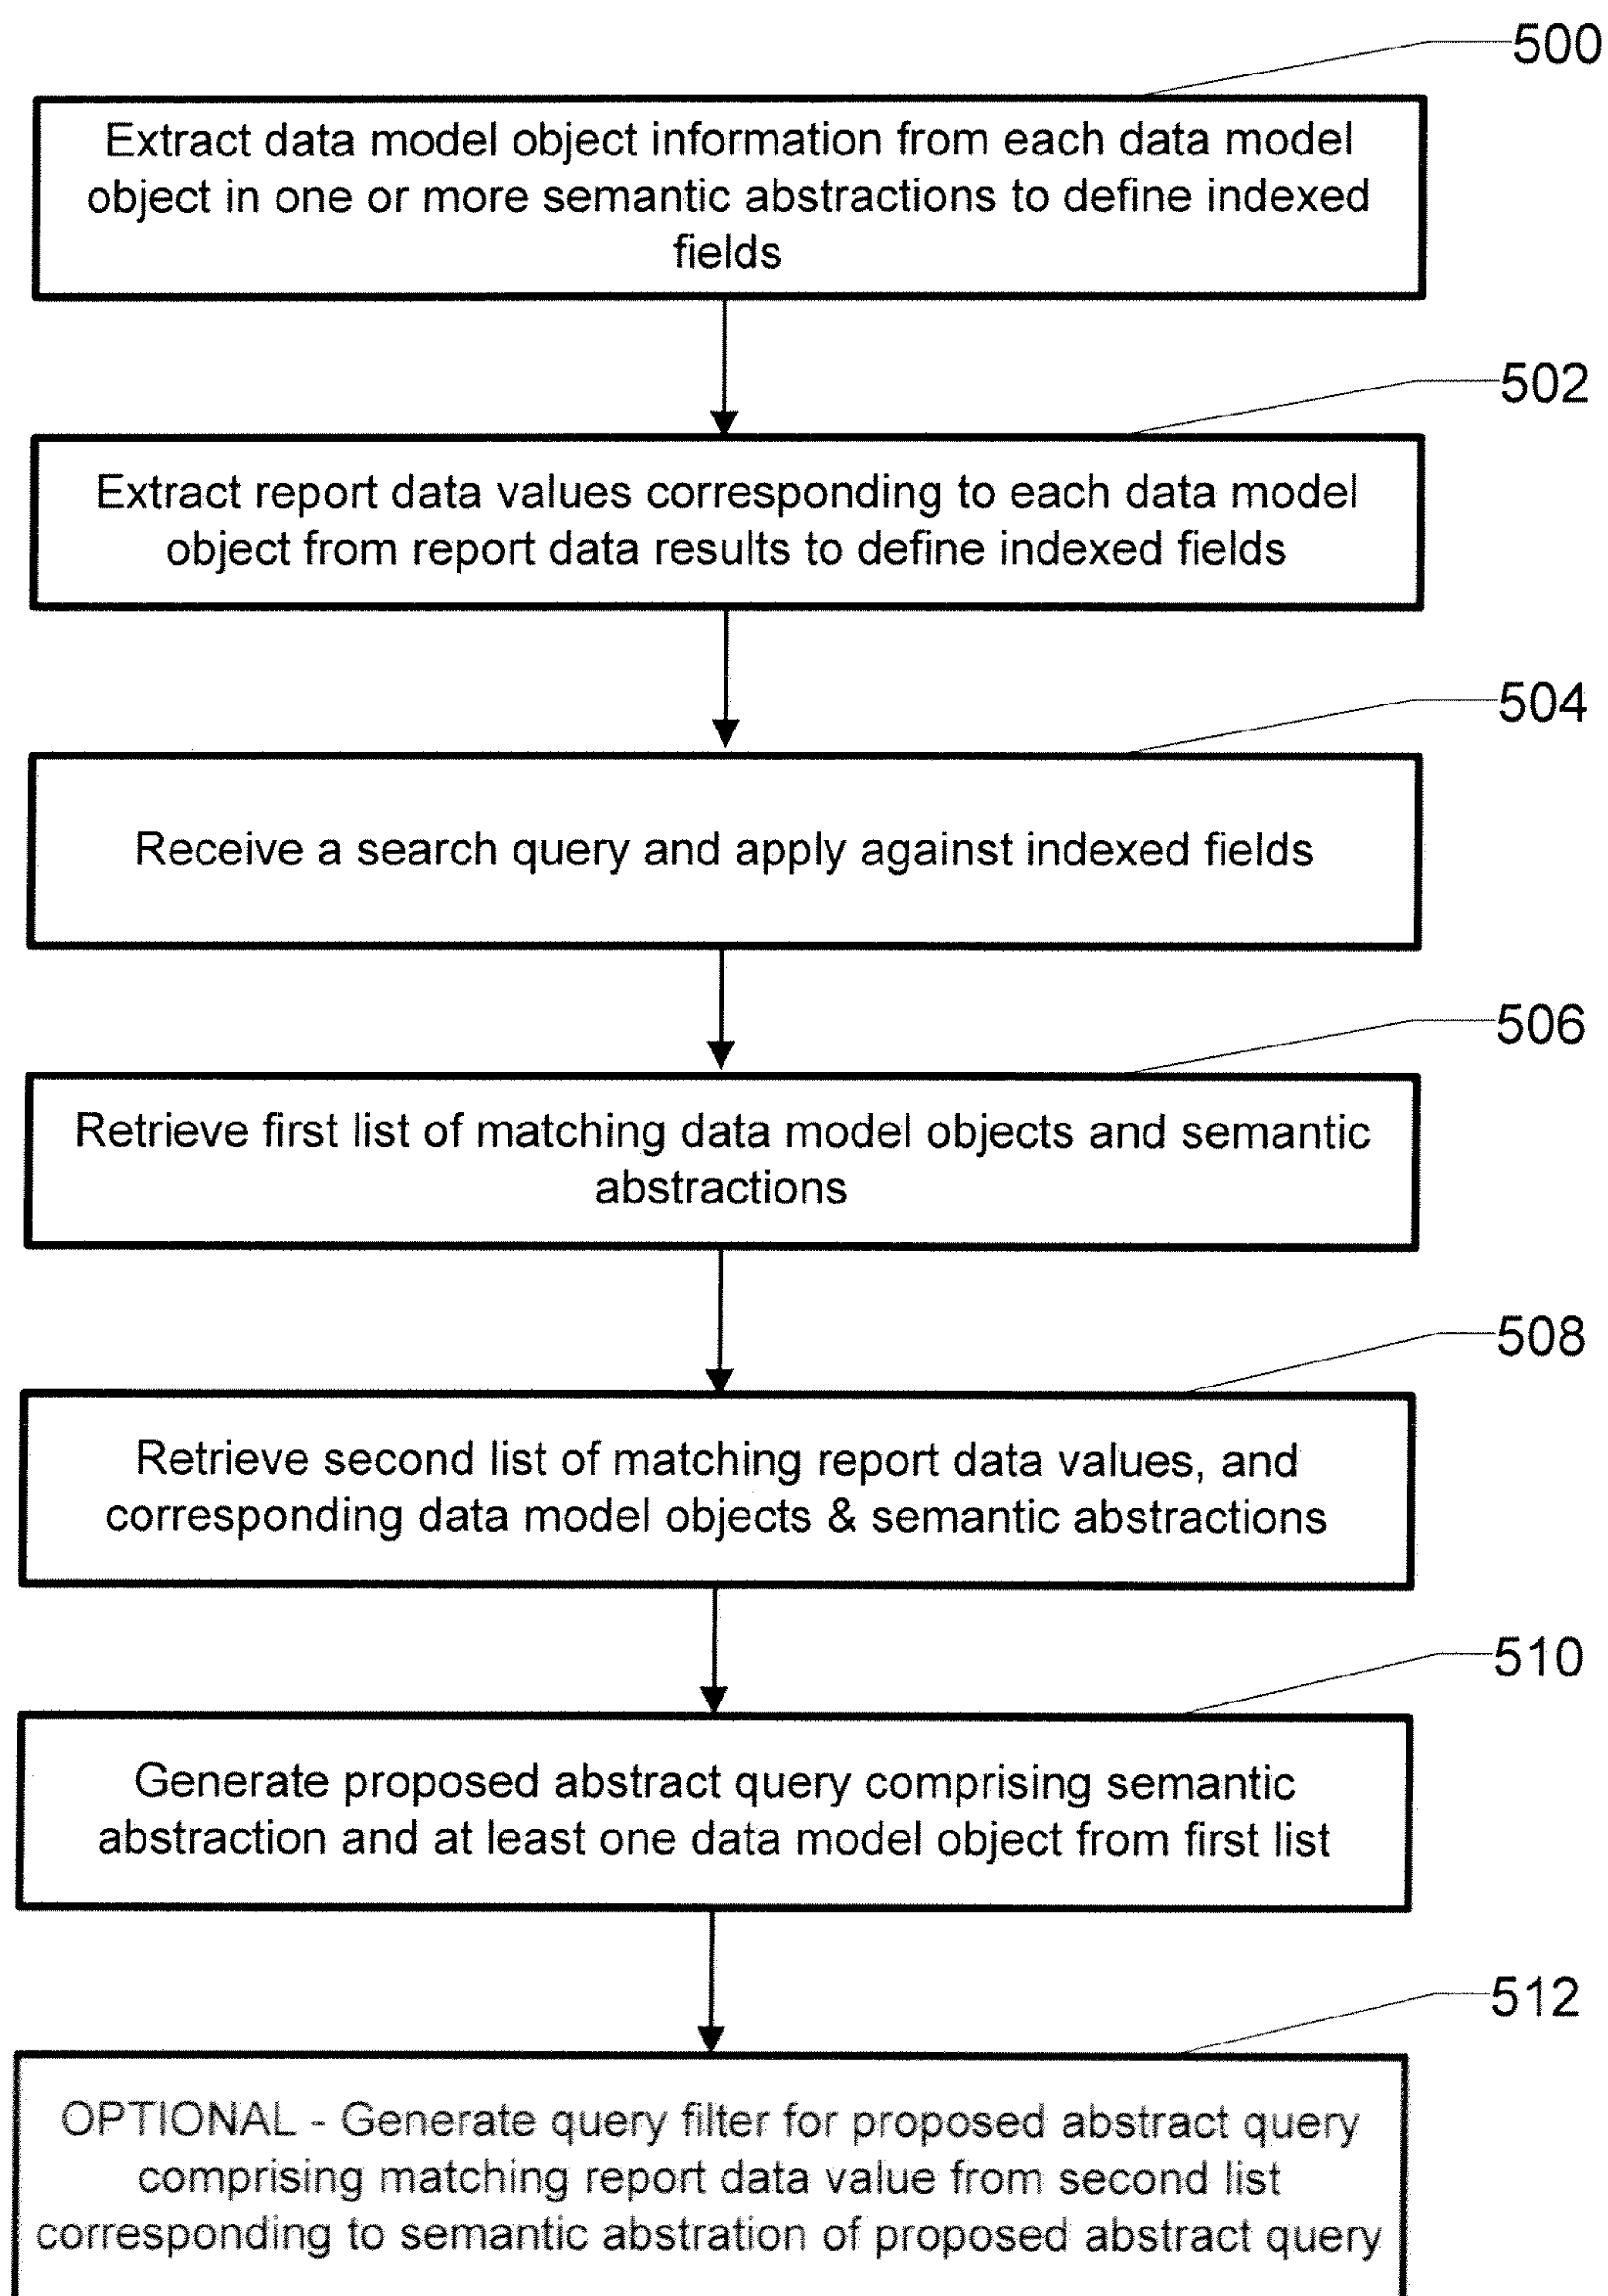 500
Extract data model object information from each data model
object in one or more semantic abstractions to define indexed
fields
502
Extract report data values corresponding to each data model
object from report data results to define indexed fields
504
Receive a search query and apply against indexed fields
506
Retrieve first list of matching data model objects and semantic
abstractions
508
Retrieve second list of matching report data values, and
corresponding data model objects & semantic abstractions
510
Generate proposed abstract query comprising semantic
abstraction and at least one data model object from first list
512
OPTIONAL - Generate query filter for proposed abstract query
comprising matching report data value from second list
corresponding to semantic abstration of proposed abstract query